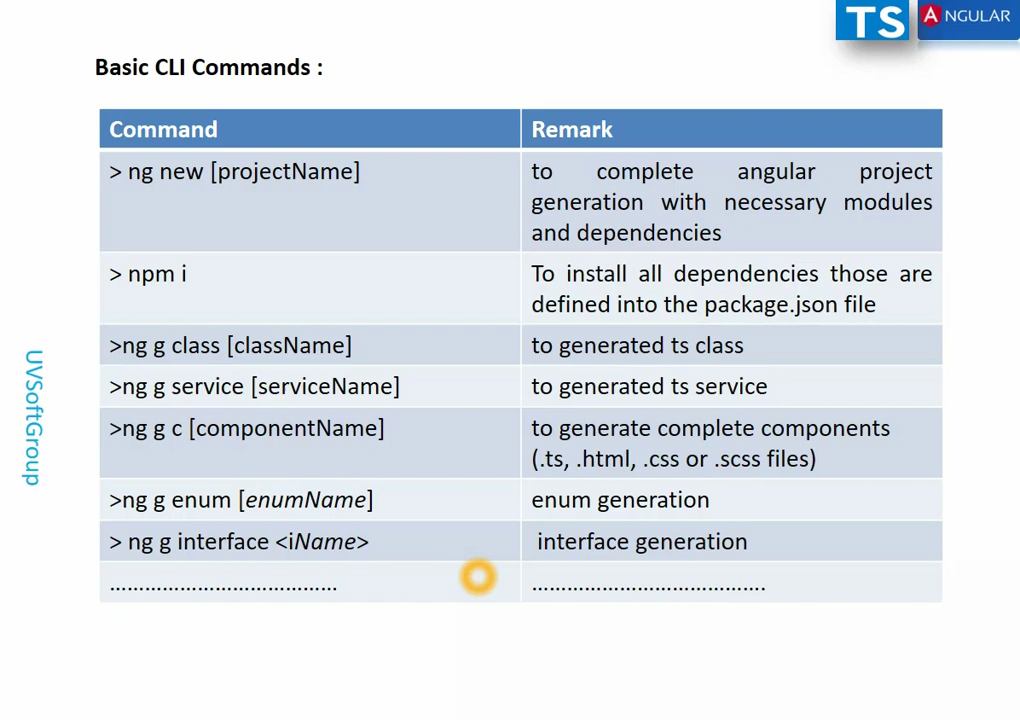 TS
ANGULAR
Basic CLI Commands :
Command
Remark
> ng new [projectName]
to complete angular project
generation with necessary modules
and dependencies
> npm i
To install all dependencies those are
defined into the package.json file
>ng g class [className]
to generated ts class
>ng g service [serviceName]
to generated ts service
>ng g c [componentName]
to generate complete components
(.ts, .html, .css or .scss files)
>ng g enum [enumName]
enum generation
> ng g interface <iName>
interface generation
.......................................
........................................
UVSoftGroup